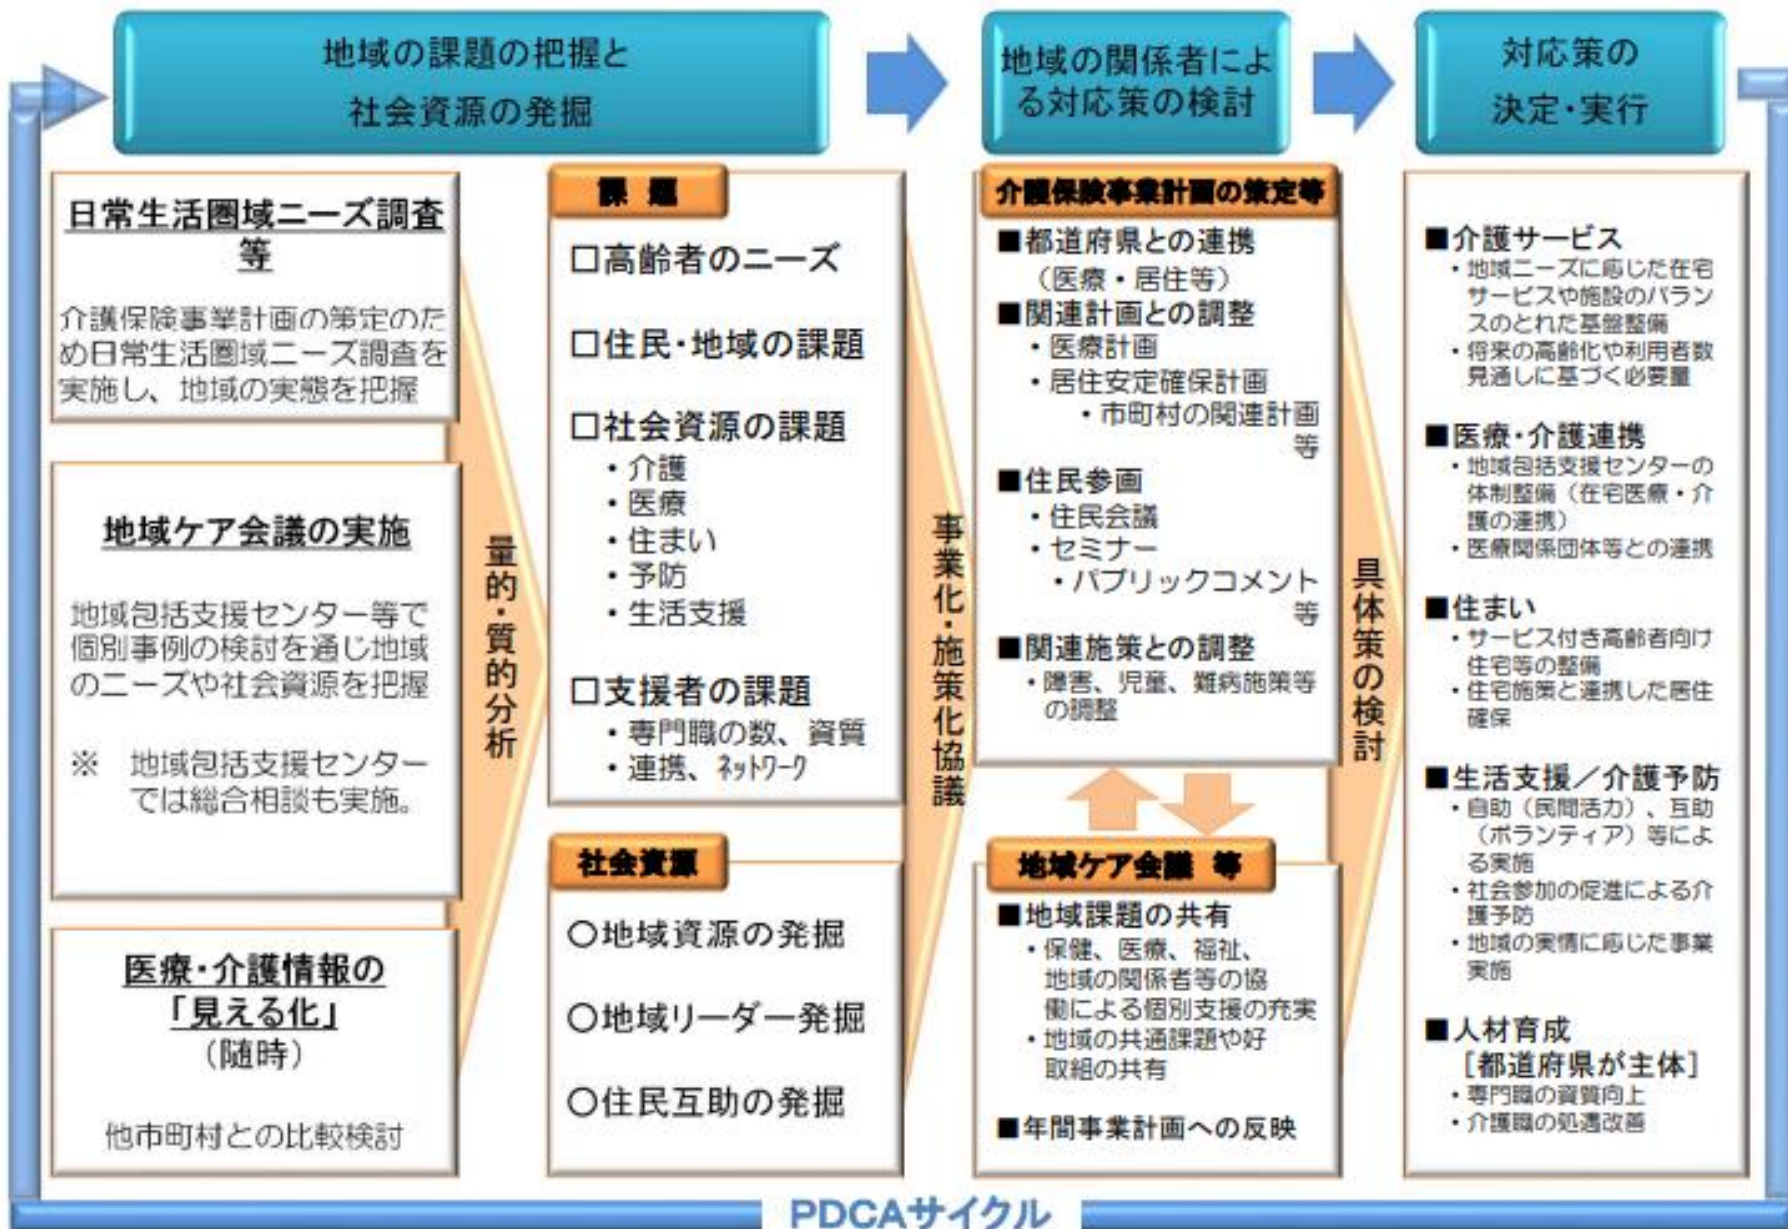 地域の課題の把握と
社会資源の発掘
地域の関係者によ
る対応策の検討
対応策の
決定・実行
日常生活圏域ニーズ調査
等
介護保険事業計画の策定のた
め日常生活圏域ニーズ調査を
実施し、地域の実態を把握
地域ケア会議の実施
地域包括支援センター等で
個別事例の検討を通じ地域
のニーズや社会資源を把握
※ 地域包括支援センター
では総合相談も実施。
医療・介護情報の
「見える化」
（随時）
他市町村との比較検討
量的・質的分析
課 題
□高齢者のニーズ
□住民・地域の課題
□社会資源の課題
・介護
・医療
・住まい
・予防
・生活支援
□支援者の課題
・専門職の数、資質
・連携、ﾈｯﾄﾜｰｸ
社会資源
○地域資源の発掘
○地域リーダー発掘
○住民互助の発掘
事業化・施策化協議
介護保険事業計画の策定等
■都道府県との連携
（医療・居住等）
■関連計画との調整
・医療計画
・居住安定確保計画
・市町村の関連計画
等
■住民参画
・住民会議
・セミナー
・パブリックコメント
等
■関連施策との調整
・障害、児童、難病施策等
の調整
地域ケア会議 等
■地域課題の共有
・保健、医療、福祉、
地域の関係者等の協
働による個別支援の充実
・地域の共通課題や好
取組の共有
■年間事業計画への反映
具体策の検討
■介護サービス
・地域ニーズに応じた在宅
サービスや施設のバラン
スのとれた基盤整備
・将来の高齢化や利用者数
見通しに基づく必要量
■医療・介護連携
・地域包括支援センターの
体制整備（在宅医療・介
護の連携）
・医療関係団体等との連携
■住まい
・サービス付き高齢者向け
住宅等の整備
・住宅施策と連携した居住
確保
■生活支援／介護予防
・自助（民間活力）、互助
（ボランティア）等によ
る実施
・社会参加の促進による介
護予防
・地域の実情に応じた事業
実施
■人材育成
［都道府県が主体］
・専門職の資質向上
・介護職の処遇改善
PDCAサイクル